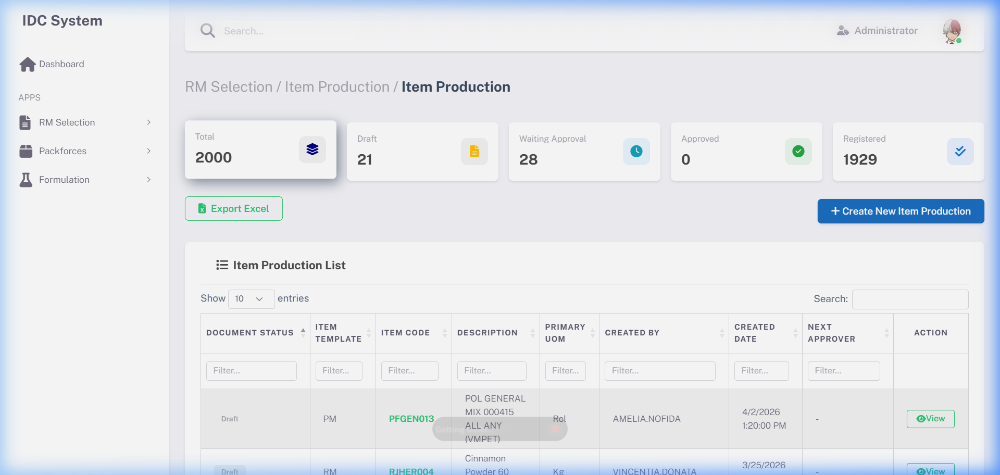 IDC System
Search...
Administrator
Dashboard
APPS
RM Selection
Packforces
Formulation
RM Selection / Item Production / Item Production
Total
2000
Draft
21
Waiting Approval
28
Approved
0
Registered
1929
Export Excel
+ Create New Item Production
Item Production List
Show 10 entries
Search:
DOCUMENT STATUS
ITEM
TEMPLATE
ITEM CODE
DESCRIPTION
PRIMARY
UOM
CREATED BY
CREATED
DATE
NEXT
APPROVER
ACTION
Filter...
Filter...
Filter...
Filter...
Filter...
Filter...
Filter...
Filter...
Draft
PM
PFGEN013
POL GENERAL
MIX 000415
ALL ANY
(VMPET)
Rol
AMELIA.NOFIDA
4/2/2026
1:20:00 PM
-
View
Getting
Draft
RM
RJHER004
Cinnamon
Powder 60
Kg
VINCENTIA.DONATA
3/25/2026
-
View